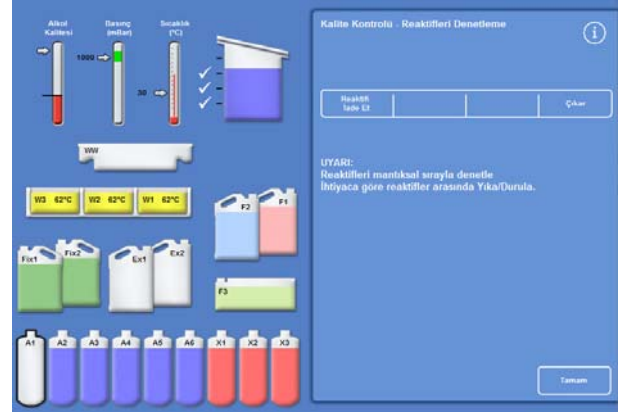 Alkol
Kalitesi
Basınç
(mBar)
Sıcaklık
(°C)
1000
30
WW
W3 62°C
W2 62°C
W1 62°C
F2
F1
Fix1
Fix2
Ex1
Ex2
F3
A1
A2
A3
A4
A5
A6
X1
X2
X3
Kalite Kontrolü - Reaktifleri Denetleme
i
Reaktifi
İade Et
Çıkar
UYARI:
Reaktifleri mantıksal sırayla denetle
İhtiyaca göre reaktifler arasında Yıka/Durula.
Tamam